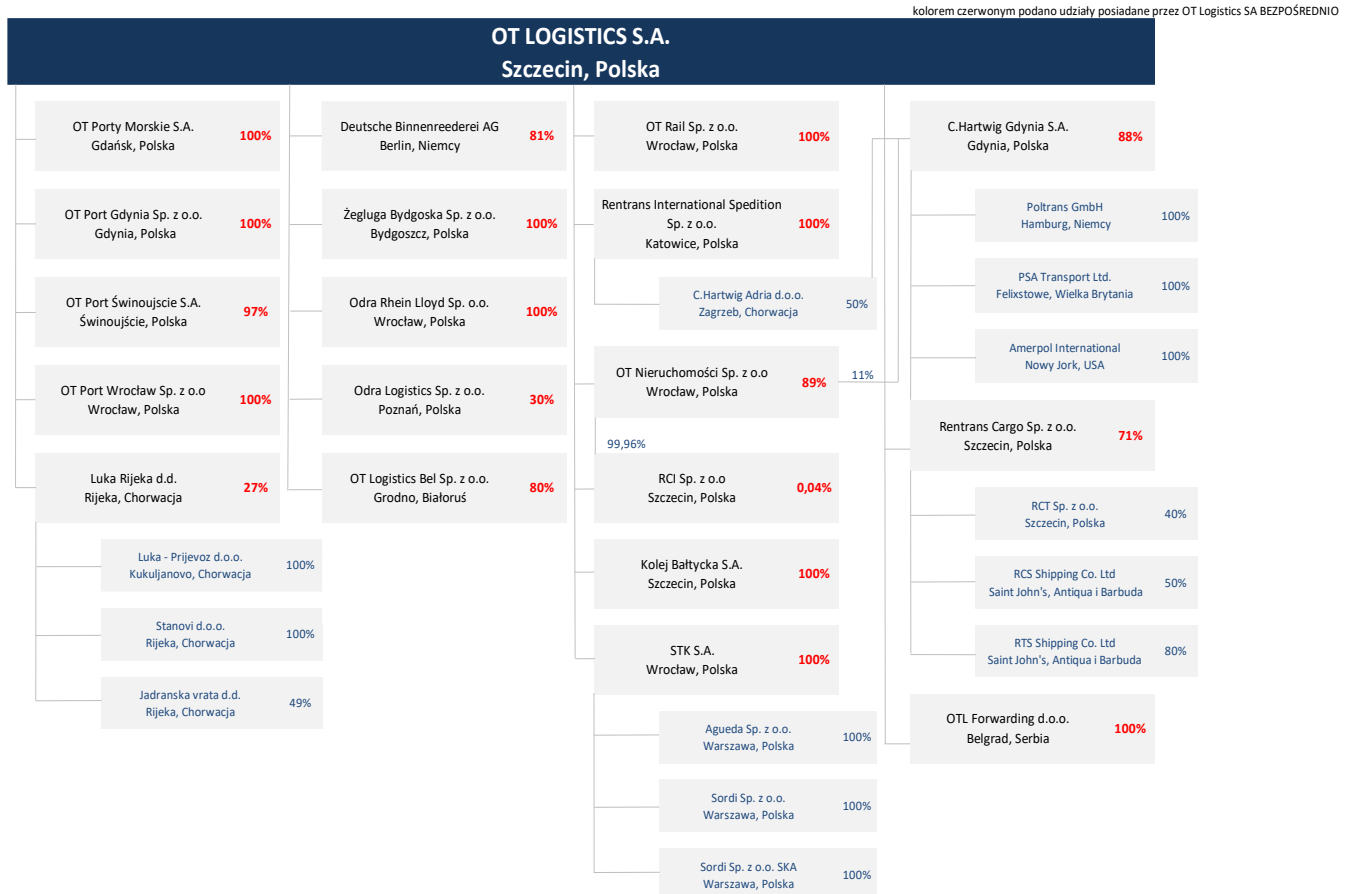 kolorem czerwonym podano udziały posiadane przez OT Logistics SA BEZPOŚREDNIO
OT LOGISTICS S.A.
Szczecin, Polska
OT Porty Morskie S.A.
Gdańsk, Polska
100%
OT Port Gdynia Sp. z o.o.
Gdynia, Polska
100%
OT Port Świnoujscie S.A.
Świnoujście, Polska
97%
OT Port Wrocław Sp. z o.o
Wrocław, Polska
100%
Luka Rijeka d.d.
Rijeka, Chorwacja
27%
Luka - Prijevoz d.o.o.
Kukuljanovo, Chorwacja
100%
Stanovi d.o.o.
Rijeka, Chorwacja
100%
Jadranska vrata d.d.
Rijeka, Chorwacja
49%
Deutsche Binnenreederei AG
Berlin, Niemcy
81%
Żegluga Bydgoska Sp. z o.o.
Bydgoszcz, Polska
100%
Odra Rhein Lloyd Sp. o.o.
Wrocław, Polska
100%
Odra Logistics Sp. z o.o.
Poznań, Polska
30%
OT Logistics Bel Sp. z o.o.
Grodno, Białoruś
80%
OT Rail Sp. z o.o.
Wrocław, Polska
100%
Rentrans International Spedition
Sp. z o.o.
Katowice, Polska
100%
C.Hartwig Adria d.o.o.
Zagrzeb, Chorwacja
50%
OT Nieruchomości Sp. z o.o
Wrocław, Polska
89%
11%
99,96%
RCI Sp. z o.o
Szczecin, Polska
0,04%
Kolej Bałtycka S.A.
Szczecin, Polska
100%
STK S.A.
Wrocław, Polska
100%
Agueda Sp. z o.o.
Warszawa, Polska
100%
Sordi Sp. z o.o.
Warszawa, Polska
100%
Sordi Sp. z o.o. SKA
Warszawa, Polska
100%
C.Hartwig Gdynia S.A.
Gdynia, Polska
88%
Poltrans GmbH
Hamburg, Niemcy
100%
PSA Transport Ltd.
Felixstowe, Wielka Brytania
100%
Amerpol International
Nowy Jork, USA
100%
Rentrans Cargo Sp. z o.o.
Szczecin, Polska
71%
RCT Sp. z o.o.
Szczecin, Polska
40%
RCS Shipping Co. Ltd
Saint John's, Antiqua i Barbuda
50%
RTS Shipping Co. Ltd
Saint John's, Antiqua i Barbuda
80%
OTL Forwarding d.o.o.
Belgrad, Serbia
100%